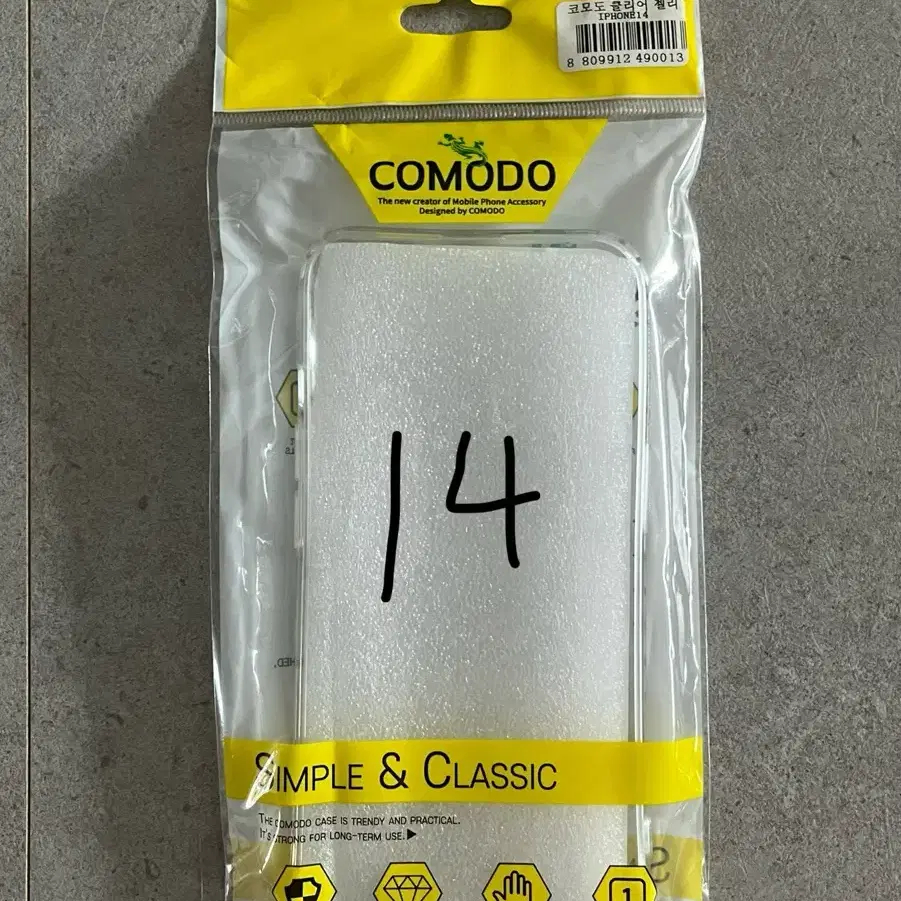 코모도 클리어 젤리
IPHONE14
8 809912 490013
COMODO
The new creator of Mobile Phone Accessory
Designed by COMODO
14
SIMPLE & CLASSIC
THE COMODO CASE IS TRENDY AND PRACTICAL.
IT'S STRONG FOR LONG-TERM USE.▶
1